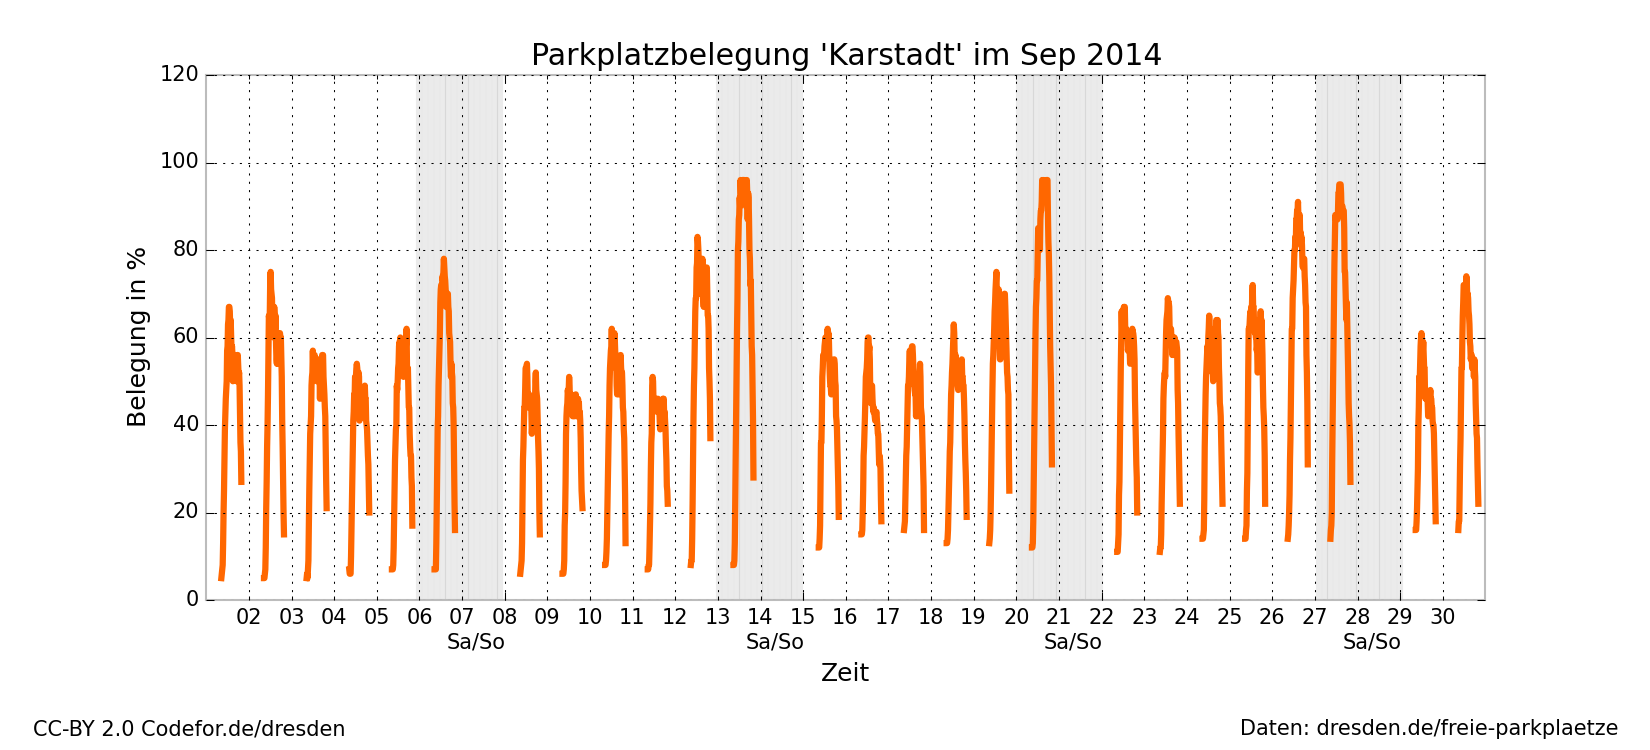 Parkplatzbelegung 'Karstadt' im Sep 2014
120
100
80
60
40
20
0
Belegung in %
02 03 04 05 06 07 08 09 10 11 12 13 14 15 16 17 18 19 20 21 22 23 24 25 26 27 28 29 30
Sa/So Sa/So Sa/So Sa/So
Zeit
CC-BY 2.0 Codefor.de/dresden
Daten: dresden.de/freie-parkplaetze